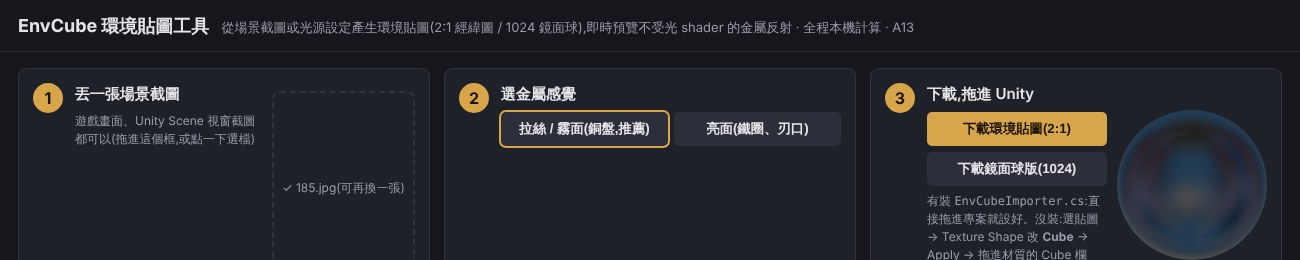 EnvCube 環境貼圖工具 從場景截圖或光源設定產生環境貼圖(2:1 經緯圖 / 1024 鏡面球),即時預覽不受光 shader 的金屬反射 · 全程本機計算 · A13
1 丟一張場景截圖
遊戲畫面、Unity Scene 視窗截圖
都可以(拖進這個框,或點一下選檔)
✓ 185.jpg(可再換一張)
2 選金屬感覺
拉絲 / 霧面(銅盤,推薦)
亮面(鐵圈、刃口)
3 下載,拖進 Unity
下載環境貼圖(2:1)
下載鏡面球版(1024)
有裝 EnvCubeImporter.cs:直
接拖進專案就設好。沒裝:選貼圖
→ Texture Shape 改 Cube →
Apply → 拖進材質的 Cube 欄